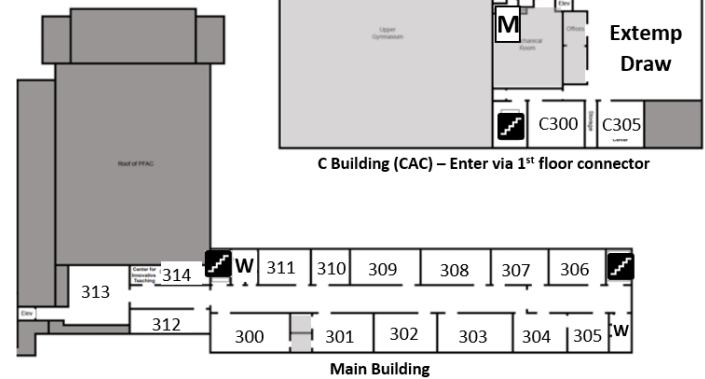 Upper
Gymnasium
M
Elev
Offices
Room
Extemp
Draw
C300
Storage
C305
C Building (CAC) – Enter via 1st floor connector
Roof of PFAC
Center for
Innovative
Teaching
314
313
Elev
312
W
311
310
309
308
307
306
300
301
302
303
304
305
W
Main Building